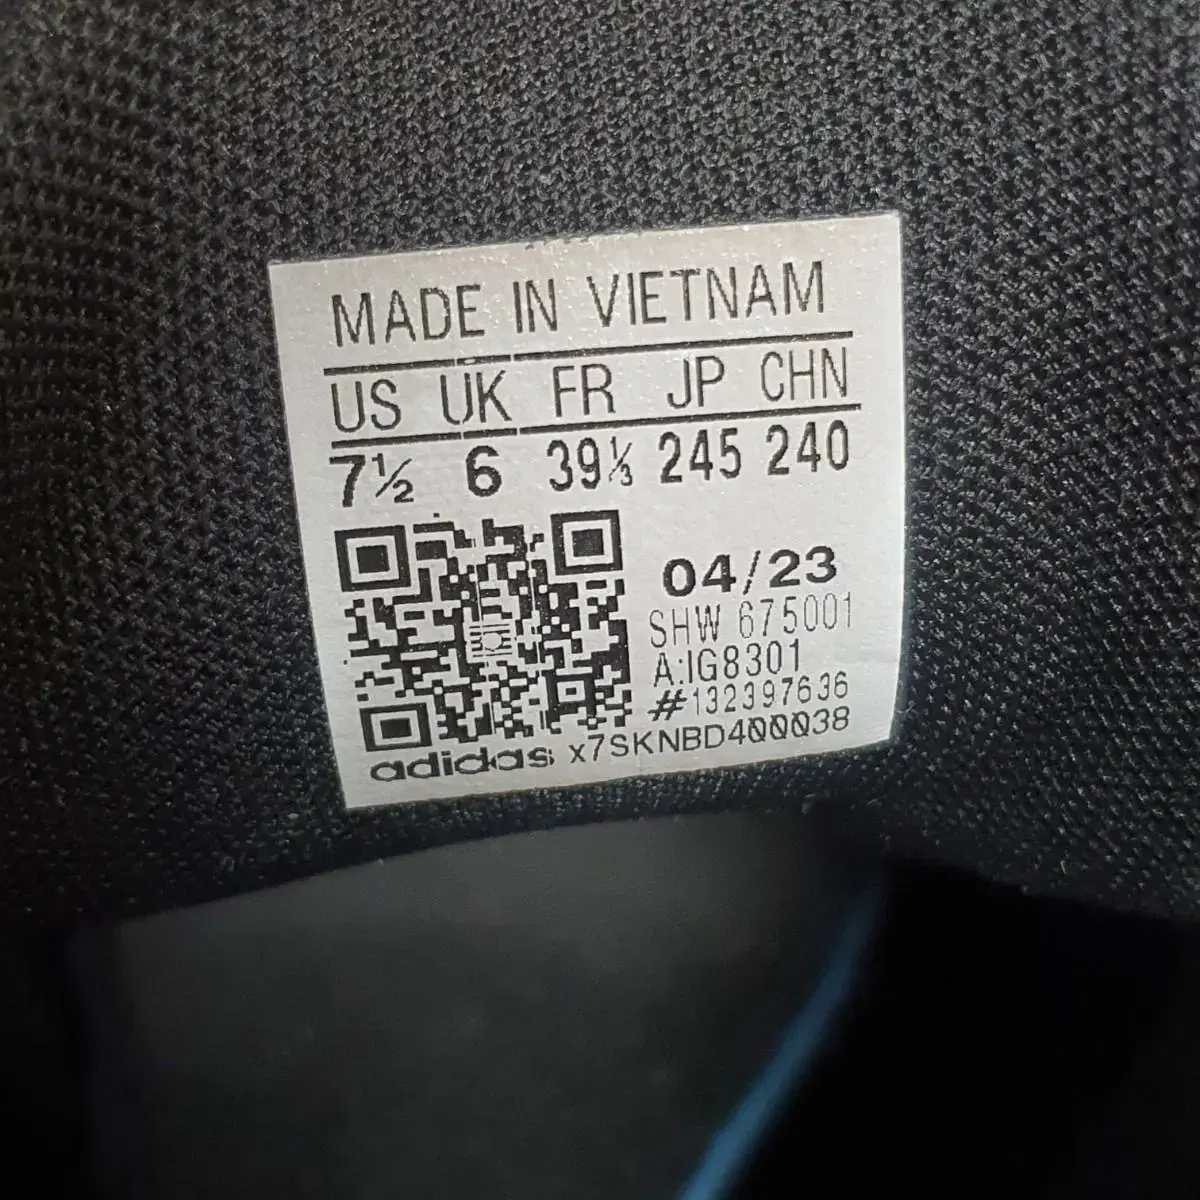 MADE IN VIETNAM
US UK FR JP CHN
7½ 6 39⅓ 245 240
04/23
SHW 675001
A:IG8301
#132397636
adidas x7SKNBD400038